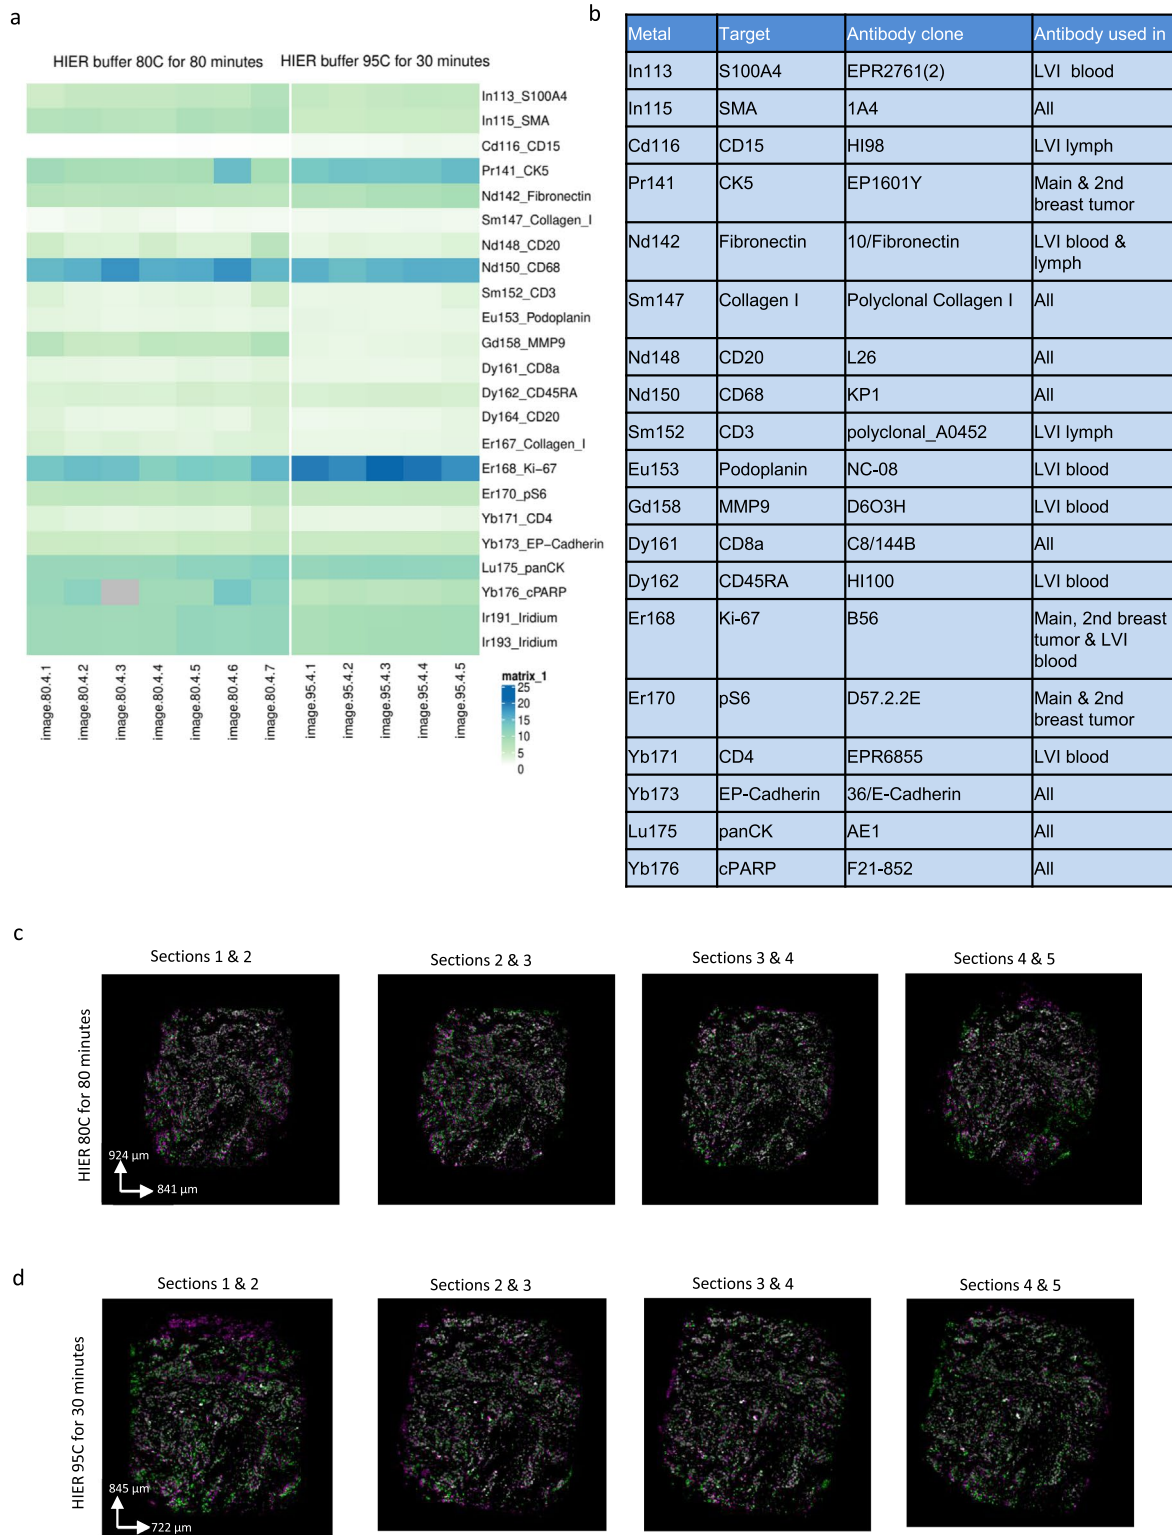 a
HIER buffer 80C for 80 minutes
HIER buffer 95C for 30 minutes
In113_S100A4
In115_SMA
Cd116_CD15
Pr141_CK5
Nd142_Fibronectin
Sm147_Collagen_I
Nd148_CD20
Nd150_CD68
Sm152_CD3
Eu153_Podoplanin
Gd158_MMP9
Dy161_CD8a
Dy162_CD45RA
Dy164_CD20
Er167_Collagen_I
Er168_Ki−67
Er170_pS6
Yb171_CD4
Yb173_EP−Cadherin
Lu175_panCK
Yb176_cPARP
Ir191_Iridium
Ir193_Iridium
image.80.4.1
image.80.4.2
image.80.4.3
image.80.4.4
image.80.4.5
image.80.4.6
image.80.4.7
image.95.4.1
image.95.4.2
image.95.4.3
image.95.4.4
image.95.4.5
matrix_1
25
20
15
10
5
0
b
Metal Target Antibody clone Antibody used in
In113 S100A4 EPR2761(2) LVI blood
In115 SMA 1A4 All
Cd116 CD15 HI98 LVI lymph
Pr141 CK5 EP1601Y Main & 2nd
breast tumor
Nd142 Fibronectin 10/Fibronectin LVI blood &
lymph
Sm147 Collagen I Polyclonal Collagen I All
Nd148 CD20 L26 All
Nd150 CD68 KP1 All
Sm152 CD3 polyclonal_A0452 LVI lymph
Eu153 Podoplanin NC-08 LVI blood
Gd158 MMP9 D6O3H LVI blood
Dy161 CD8a C8/144B All
Dy162 CD45RA HI100 LVI blood
Er168 Ki-67 B56 Main, 2nd breast
tumor & LVI
blood
Er170 pS6 D57.2.2E Main & 2nd
breast tumor
Yb171 CD4 EPR6855 LVI blood
Yb173 EP-Cadherin 36/E-Cadherin All
Lu175 panCK AE1 All
Yb176 cPARP F21-852 All
c
Sections 1 & 2
Sections 2 & 3
Sections 3 & 4
Sections 4 & 5
HIER 80C for 80 minutes
924 µm
841 µm
d
Sections 1 & 2
Sections 2 & 3
Sections 3 & 4
Sections 4 & 5
HIER 95C for 30 minutes
845 µm
722 µm